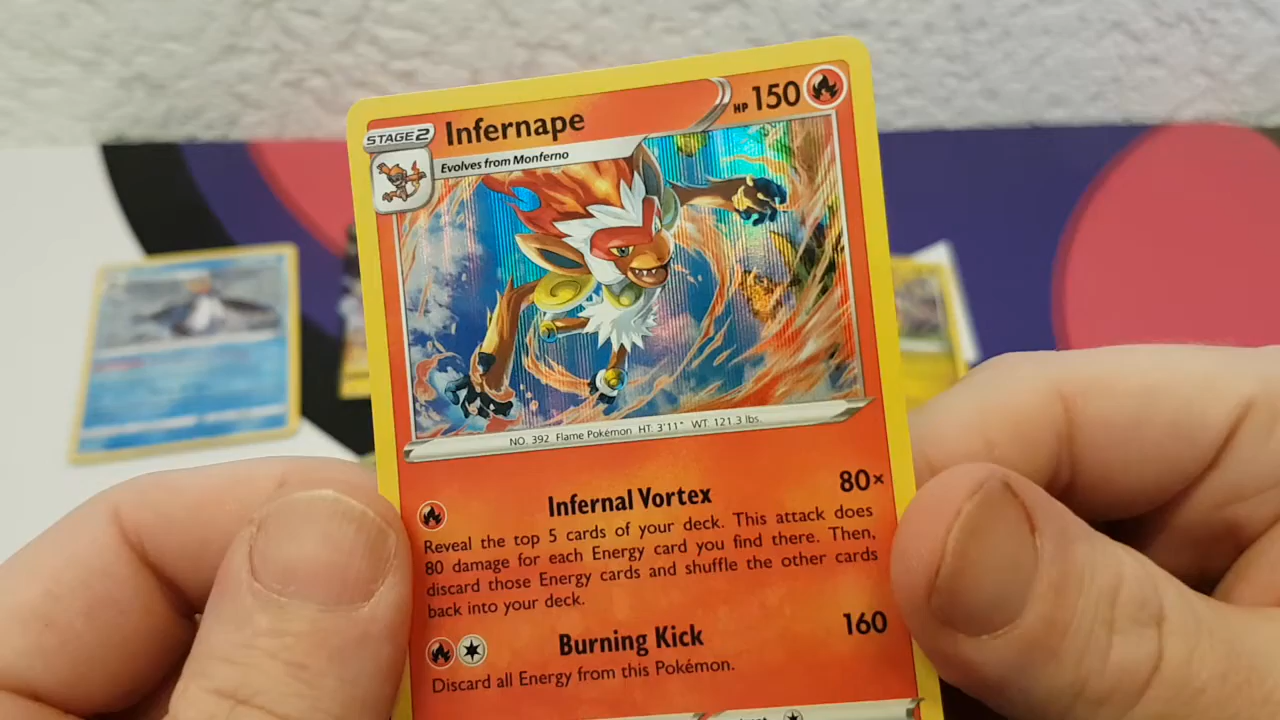 STAGE 2 Infernape HP 150
Evolves from Monferno
NO. 392 Flame Pokémon HT: 3'11" WT: 121.3 lbs.
Infernal Vortex 80×
Reveal the top 5 cards of your deck. This attack does
80 damage for each Energy card you find there. Then,
discard those Energy cards and shuffle the other cards
back into your deck.
Burning Kick 160
Discard all Energy from this Pokémon.